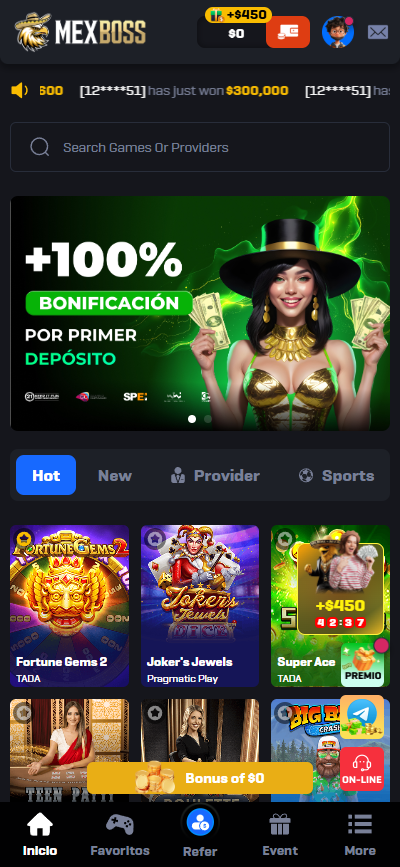 MEXBOSS
+$450
$0
500 [12****51] has just won $300,000 [12****51] has
Search Games Or Providers
+100%
BONIFICACIÓN
POR PRIMER
DEPÓSITO
SPE
Hot New Provider Sports
FORTUNE GEMS 2
Fortune Gems 2
TADA
Joker's Jewels
Joker's Jewels
Pragmatic Play
+$450
4 2 : 3 7
Super Ace
TADA
PREMIO
TEEN PATTI
ROULETTE
BIG BA
CRASH
ON-LINE
Bonus of $0
Inicio Favoritos Refer Event More